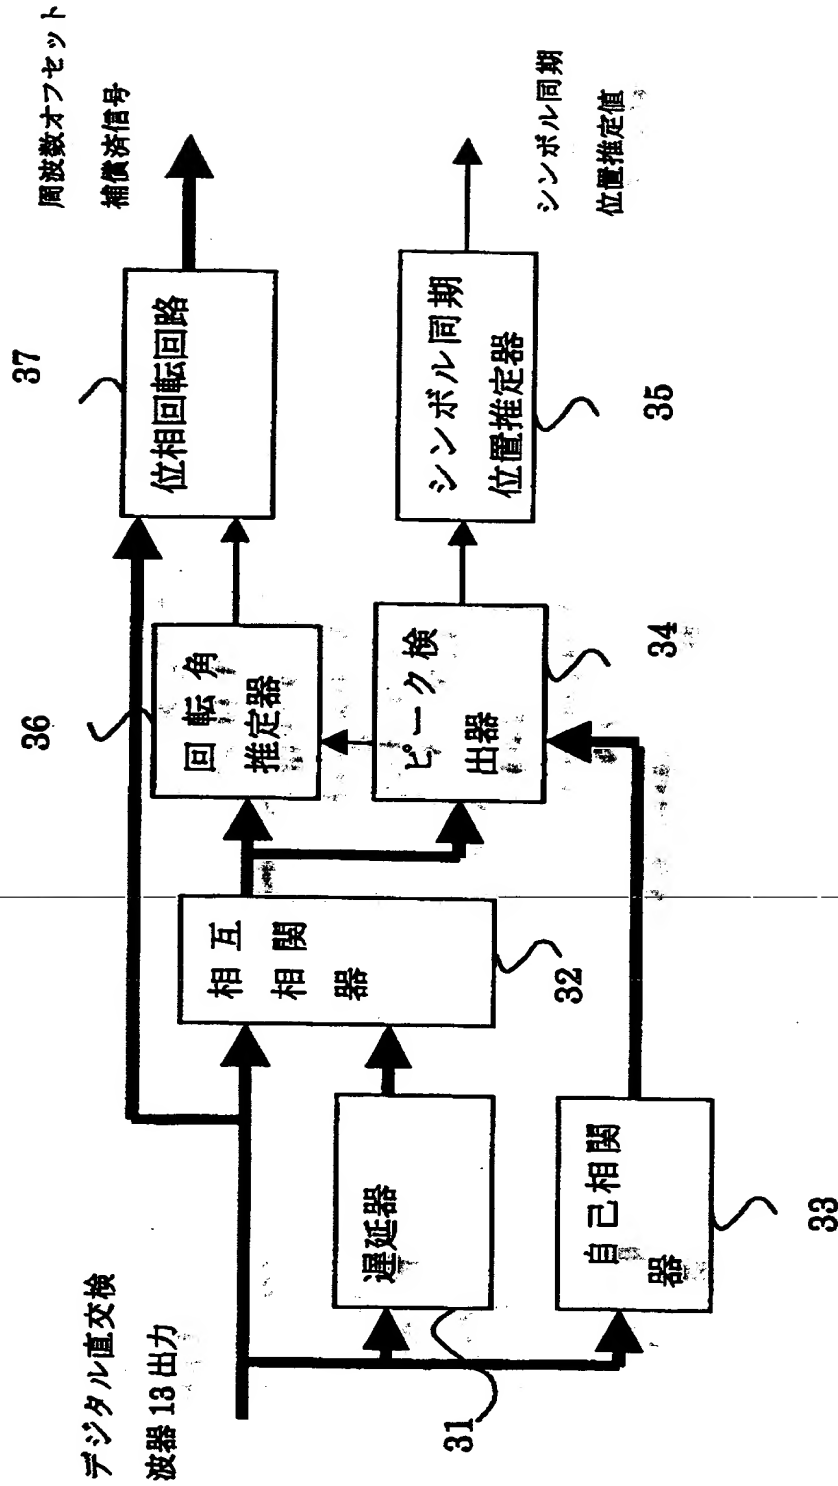 デジタル直交検
波器 13 出力
31
遅延器
自己相関
器
33
相互
相関
器
32
36
回転角
推定器
ピーク検
出器
34
37
位相回転回路
シンボル同期
位置推定器
35
周波数オフセット
補償済信号
シンボル同期
位置推定値